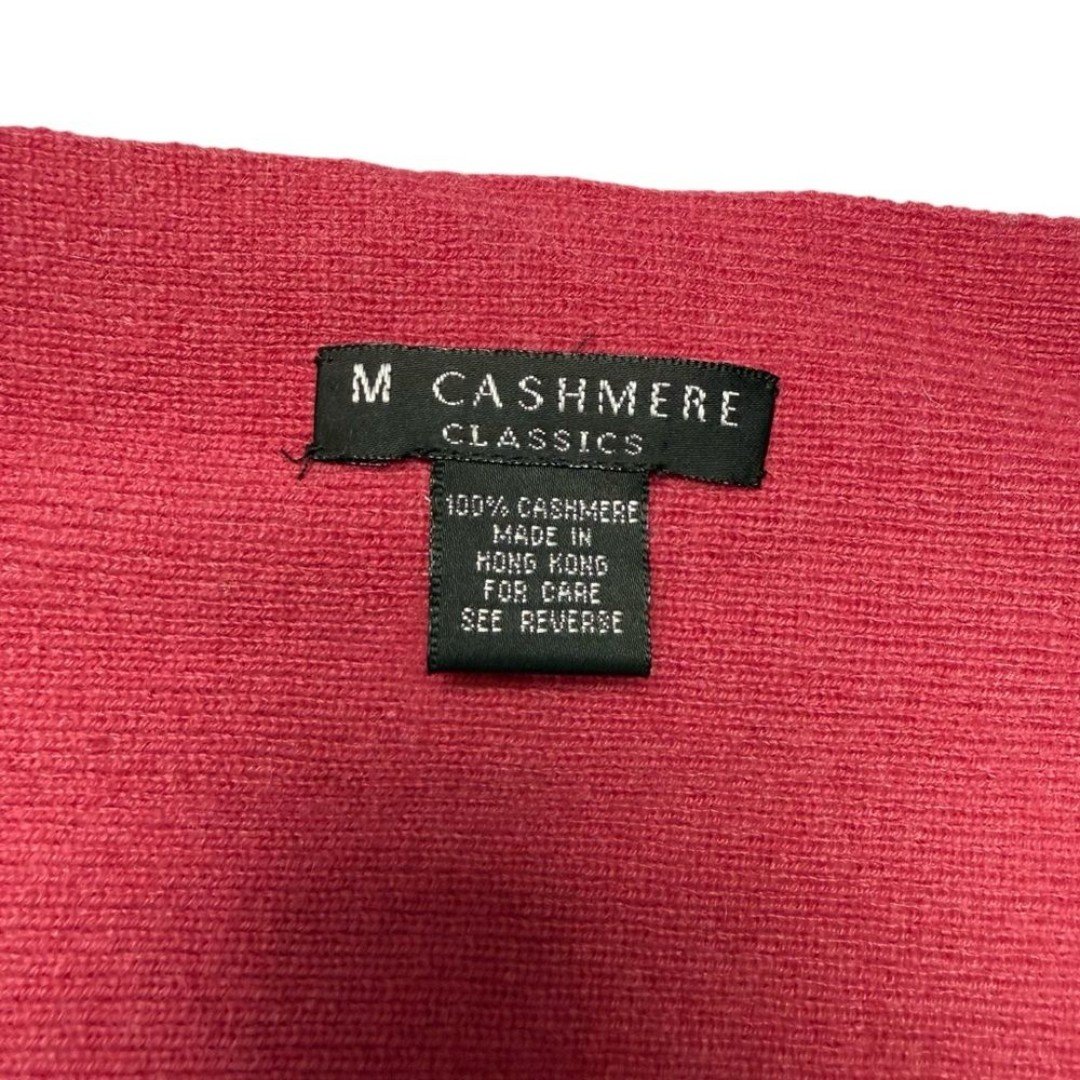 M CASHMERE
CLASSICS
100% CASHMERE
MADE IN
HONG KONG
FOR CARE
SEE REVERSE